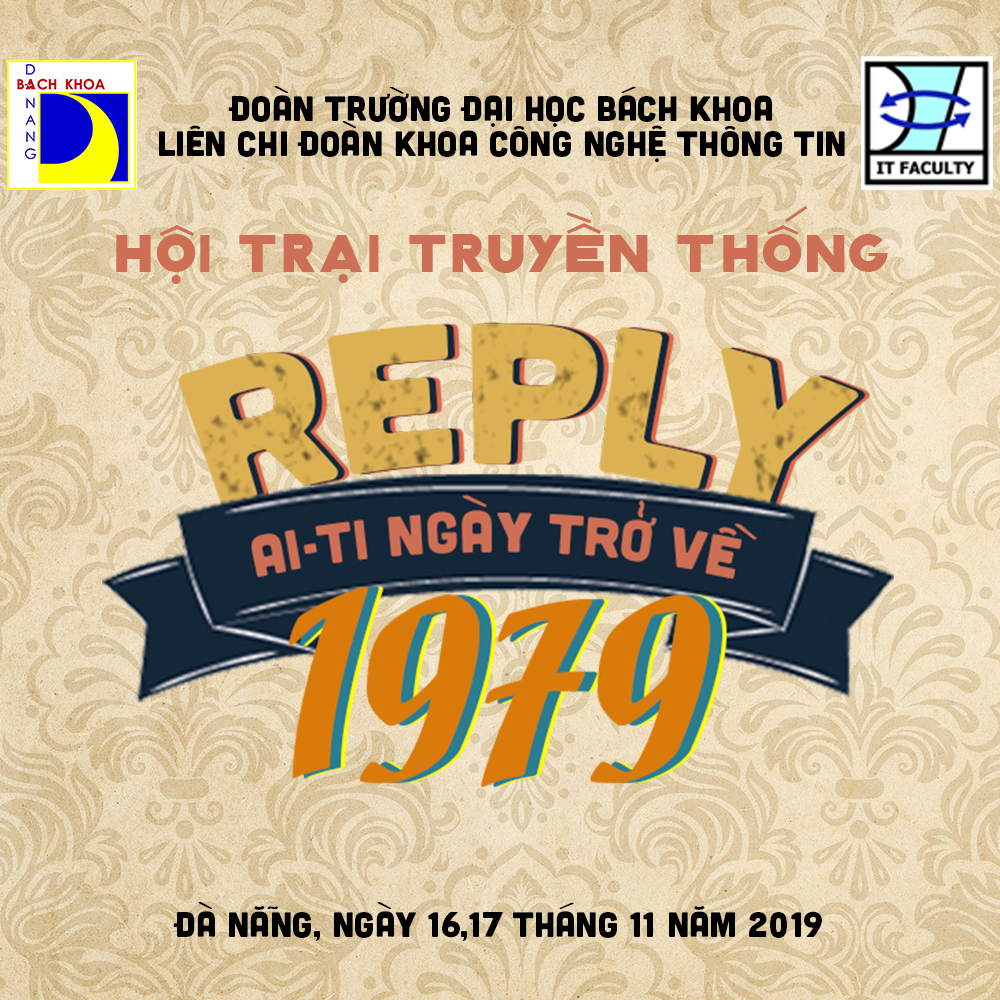 DANANG
BÁCH KHOA
ĐOÀN TRƯỜNG ĐẠI HỌC BÁCH KHOA
LIÊN CHI ĐOÀN KHOA CÔNG NGHỆ THÔNG TIN
IT FACULTY
HỘI TRẠI TRUYỀN THỐNG
REPLY
AI-TI NGÀY TRỞ VỀ
1979
ĐÀ NẴNG, NGÀY 16,17 THÁNG 11 NĂM 2019